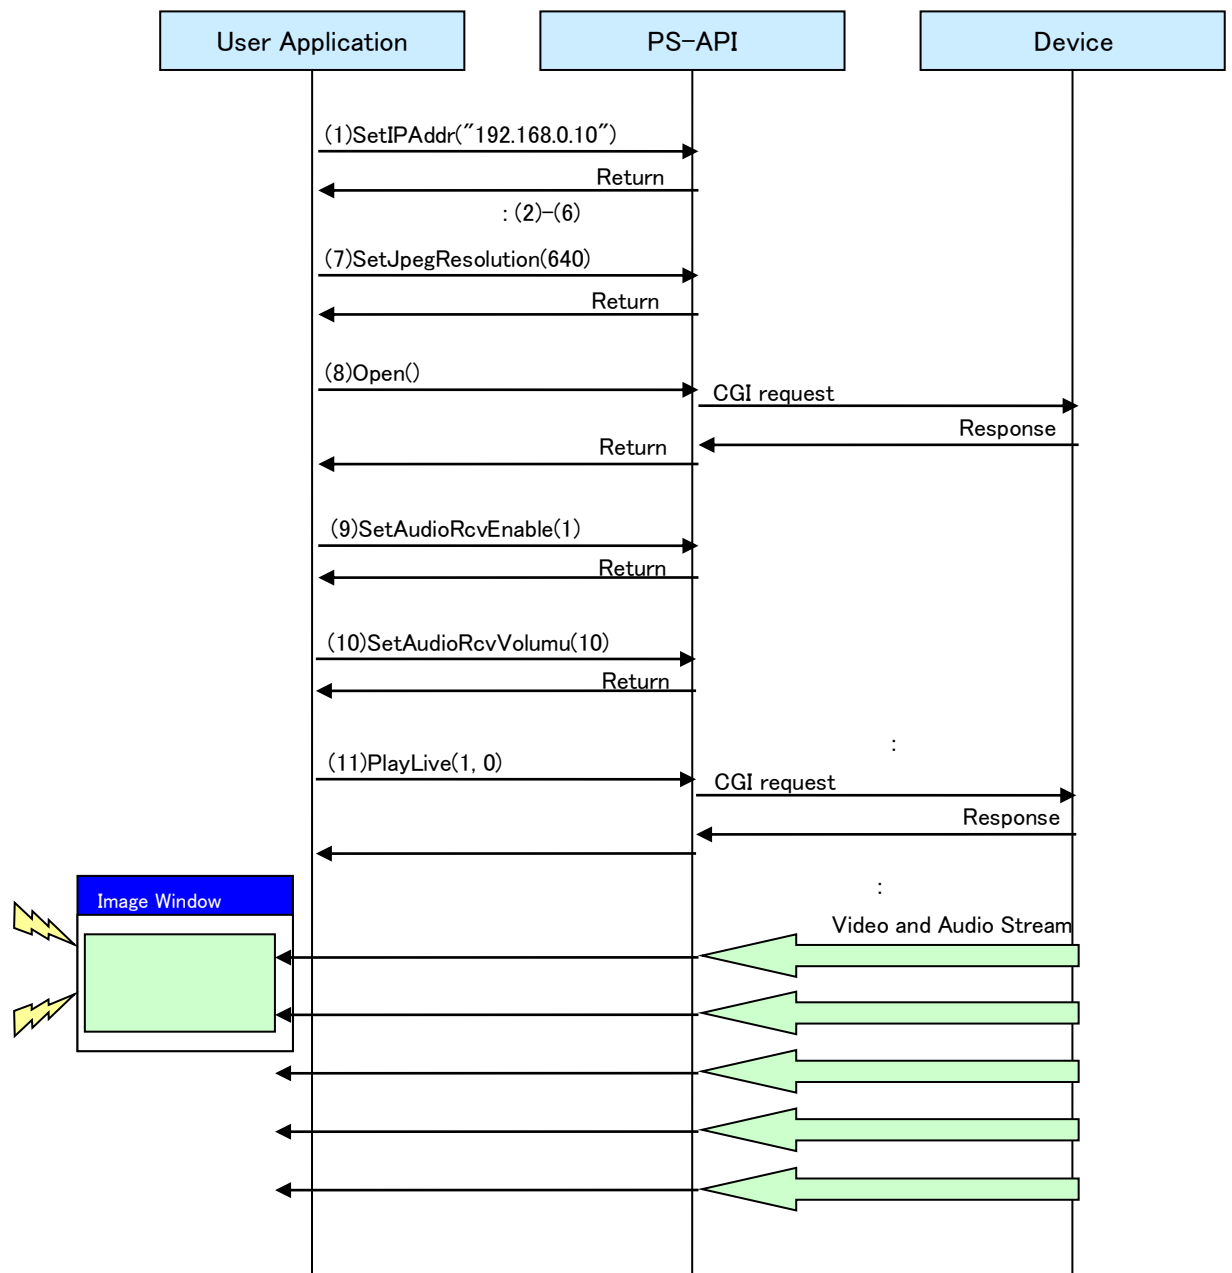 User Application
PS-API
Device
(1)SetIPAddr("192.168.0.10")
Return
: (2)-(6)
(7)SetJpegResolution(640)
Return
(8)Open()
CGI request
Response
Return
(9)SetAudioRcvEnable(1)
Return
(10)SetAudioRcvVolumu(10)
Return
:
(11)PlayLive(1, 0)
CGI request
Response
:
Image Window
Video and Audio Stream